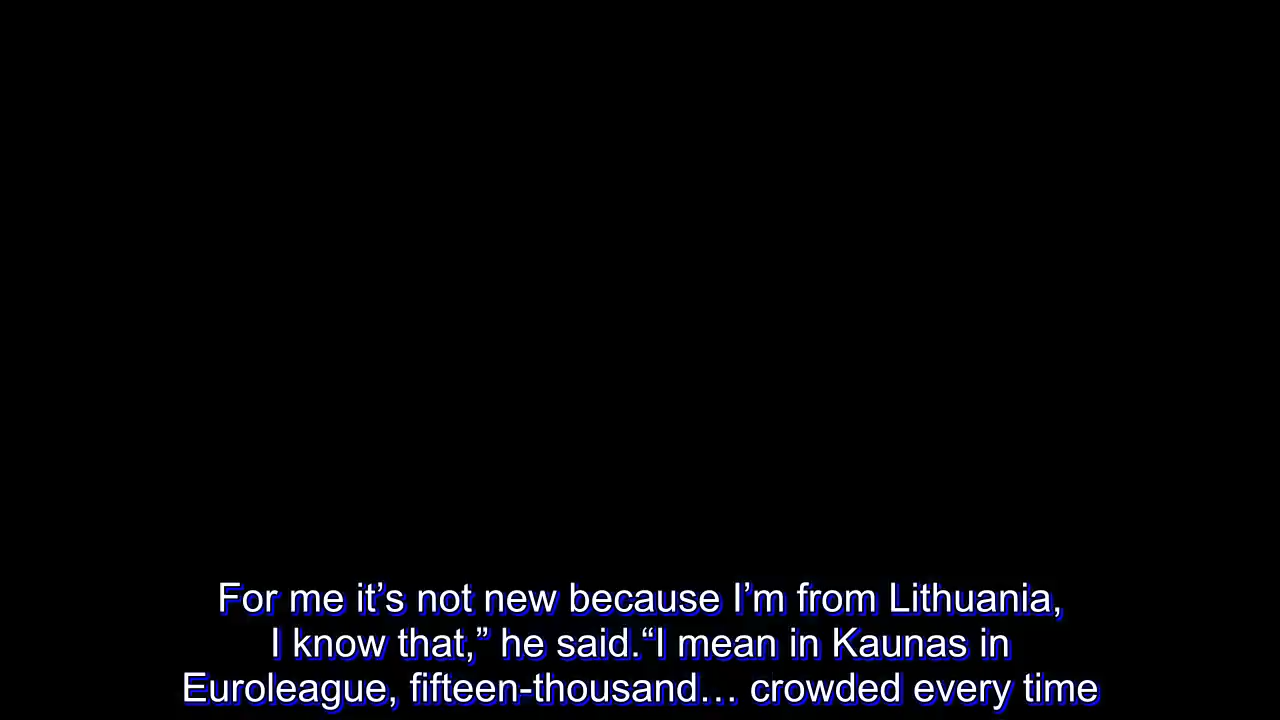 For me it’s not new because I’m from Lithuania,
I know that,” he said.“I mean in Kaunas in
Euroleague, fifteen-thousand… crowded every time